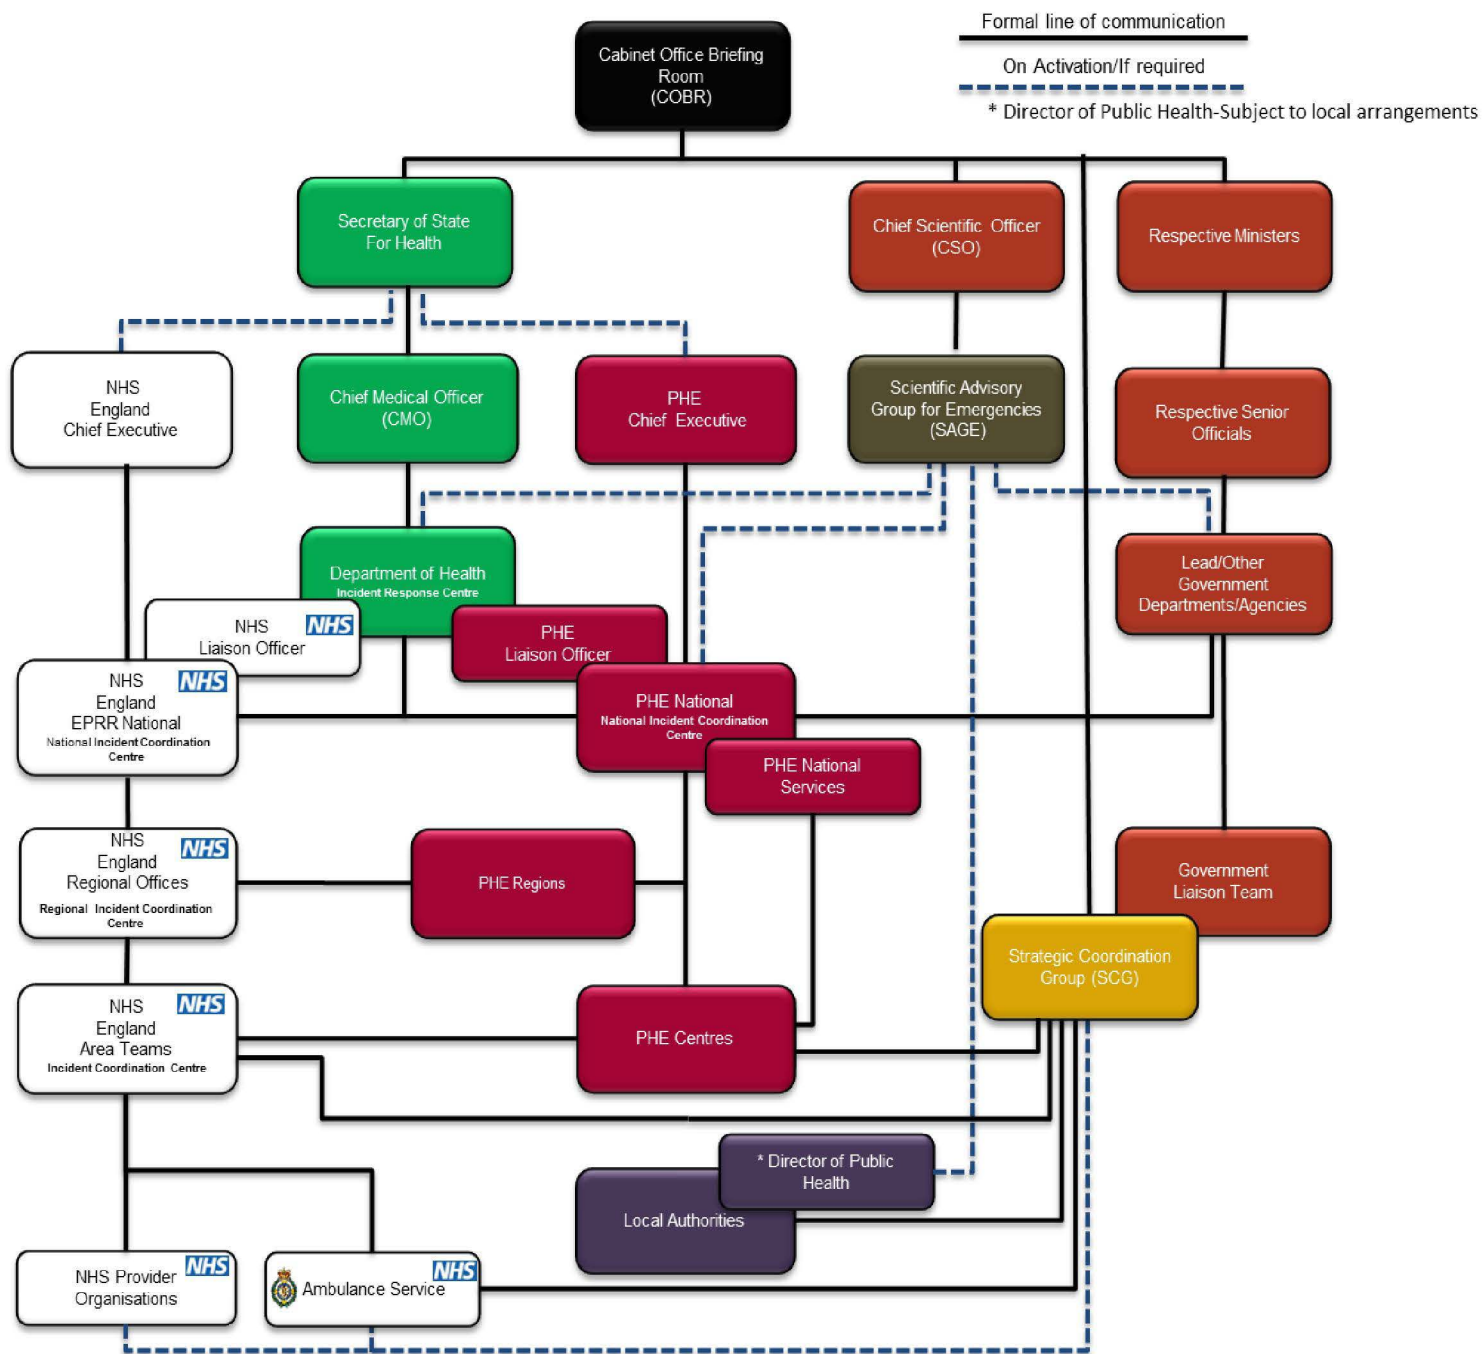 Formal line of communication
On Activation/If required
* Director of Public Health-Subject to local arrangements
Cabinet Office Briefing
Room
(COBR)
Secretary of State
For Health
Chief Scientific Officer
(CSO)
Respective Ministers
NHS
England
Chief Executive
Chief Medical Officer
(CMO)
PHE
Chief Executive
Scientific Advisory
Group for Emergencies
(SAGE)
Respective Senior
Officials
Department of Health
Incident Response Centre
Lead/Other
Government
Departments/Agencies
NHS
Liaison Officer
NHS
PHE
Liaison Officer
NHS
England
EPRR National
National Incident Coordination
Centre
NHS
PHE National
National Incident Coordination
Centre
PHE National
Services
NHS
England
Regional Offices
Regional Incident Coordination
Centre
NHS
PHE Regions
Government
Liaison Team
Strategic Coordination
Group (SCG)
NHS
England
Area Teams
Incident Coordination Centre
NHS
PHE Centres
* Director of Public
Health
Local Authorities
NHS Provider
Organisations
NHS
Ambulance Service
NHS